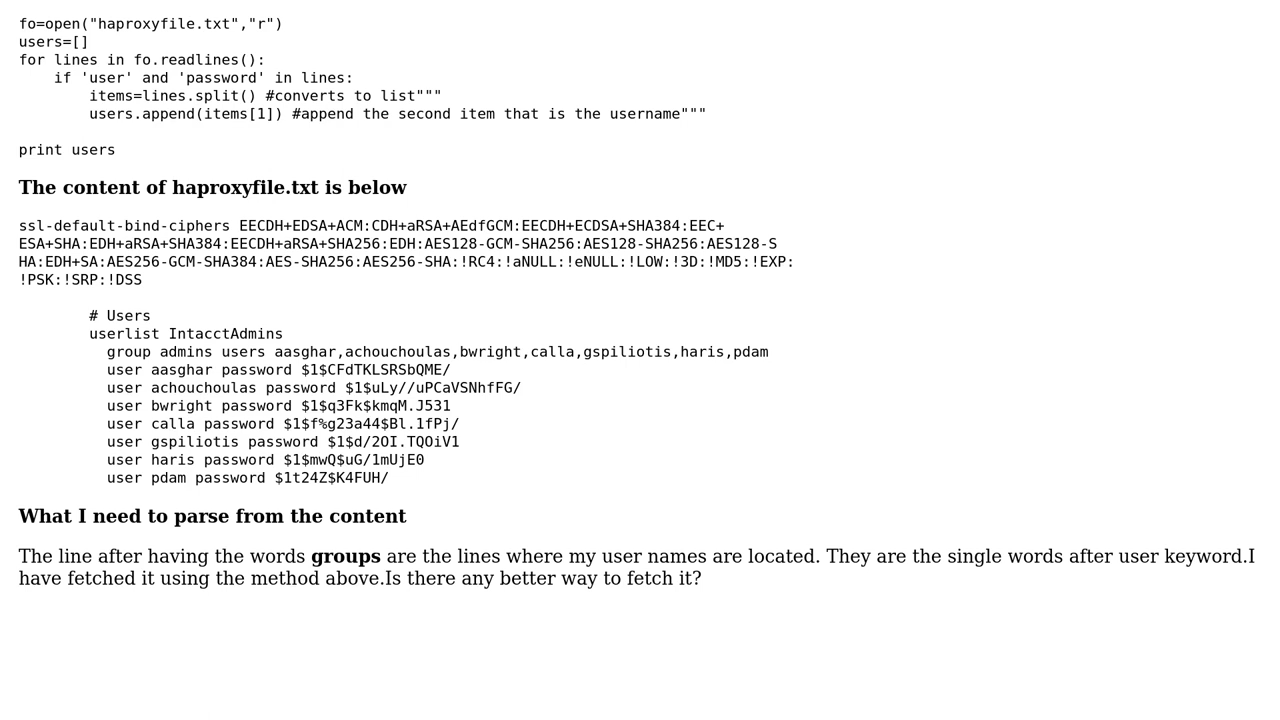 fo=open("haproxyfile.txt","r")
users=[]
for lines in fo.readlines():
    if 'user' and 'password' in lines:
        items=lines.split() #converts to list"""
        users.append(items[1]) #append the second item that is the username"""

print users
The content of haproxyfile.txt is below
ssl-default-bind-ciphers EECDH+EDSA+ACM:CDH+aRSA+AEdfGCM:EECDH+ECDSA+SHA384:EEC+
ESA+SHA:EDH+aRSA+SHA384:EECDH+aRSA+SHA256:EDH:AES128-GCM-SHA256:AES128-SHA256:AES128-S
HA:EDH+SA:AES256-GCM-SHA384:AES-SHA256:AES256-SHA:!RC4:!aNULL:!eNULL:!LOW:!3D:!MD5:!EXP:
!PSK:!SRP:!DSS

        # Users
        userlist IntacctAdmins
          group admins users aasghar,achouchoulas,bwright,calla,gspiliotis,haris,pdam
          user aasghar password $1$CFdTKLSRSbQME/
          user achouchoulas password $1$uLy//uPCaVSNhfFG/
          user bwright password $1$q3Fk$kmqM.J531
          user calla password $1$f%g23a44$Bl.1fPj/
          user gspiliotis password $1$d/2OI.TQOiV1
          user haris password $1$mwQ$uG/1mUjE0
          user pdam password $1t24Z$K4FUH/
What I need to parse from the content
The line after having the words groups are the lines where my user names are located. They are the single words after user keyword.I
have fetched it using the method above.Is there any better way to fetch it?